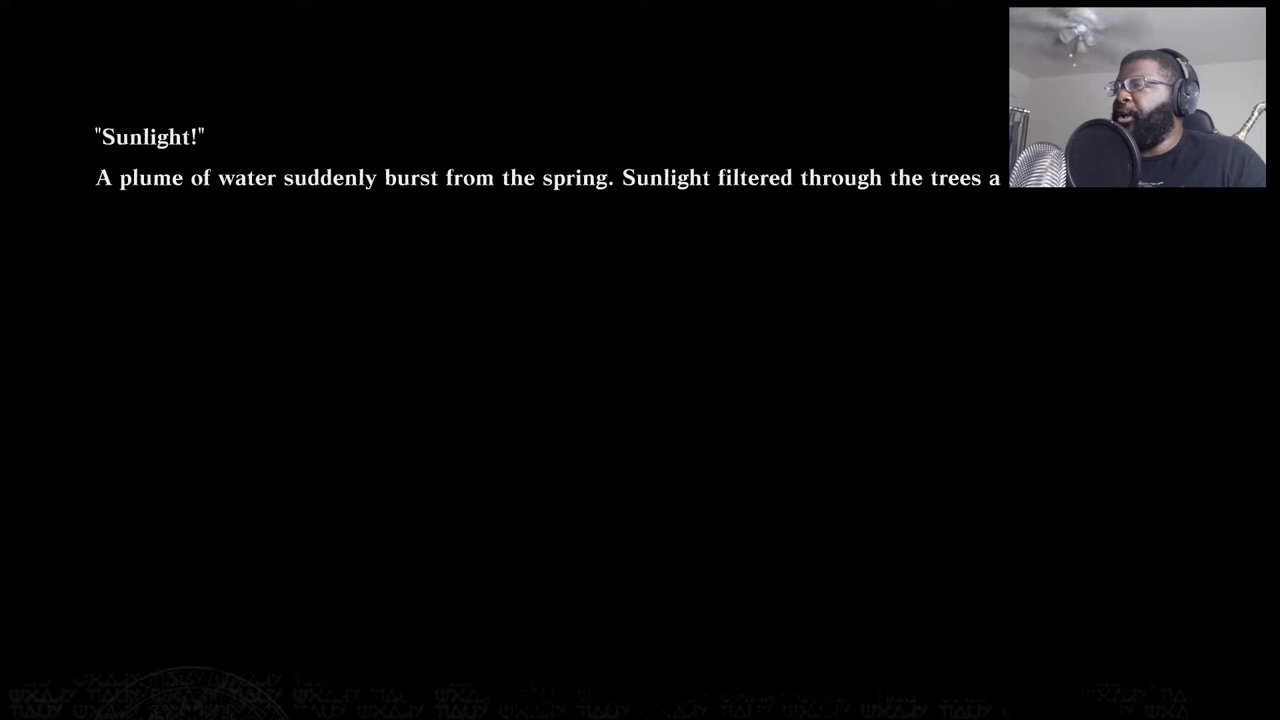 "Sunlight!"
A plume of water suddenly burst from the spring. Sunlight filtered through the trees a